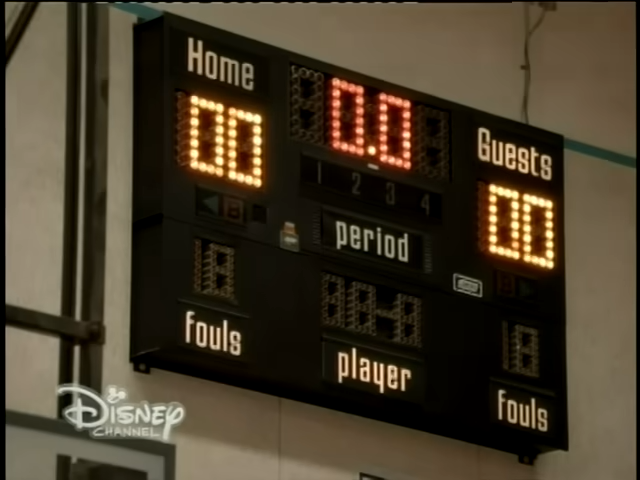 Home
00
0.0
Guests
00
1 2 3 4
B
period
fouls
player
fouls
Disney
CHANNEL